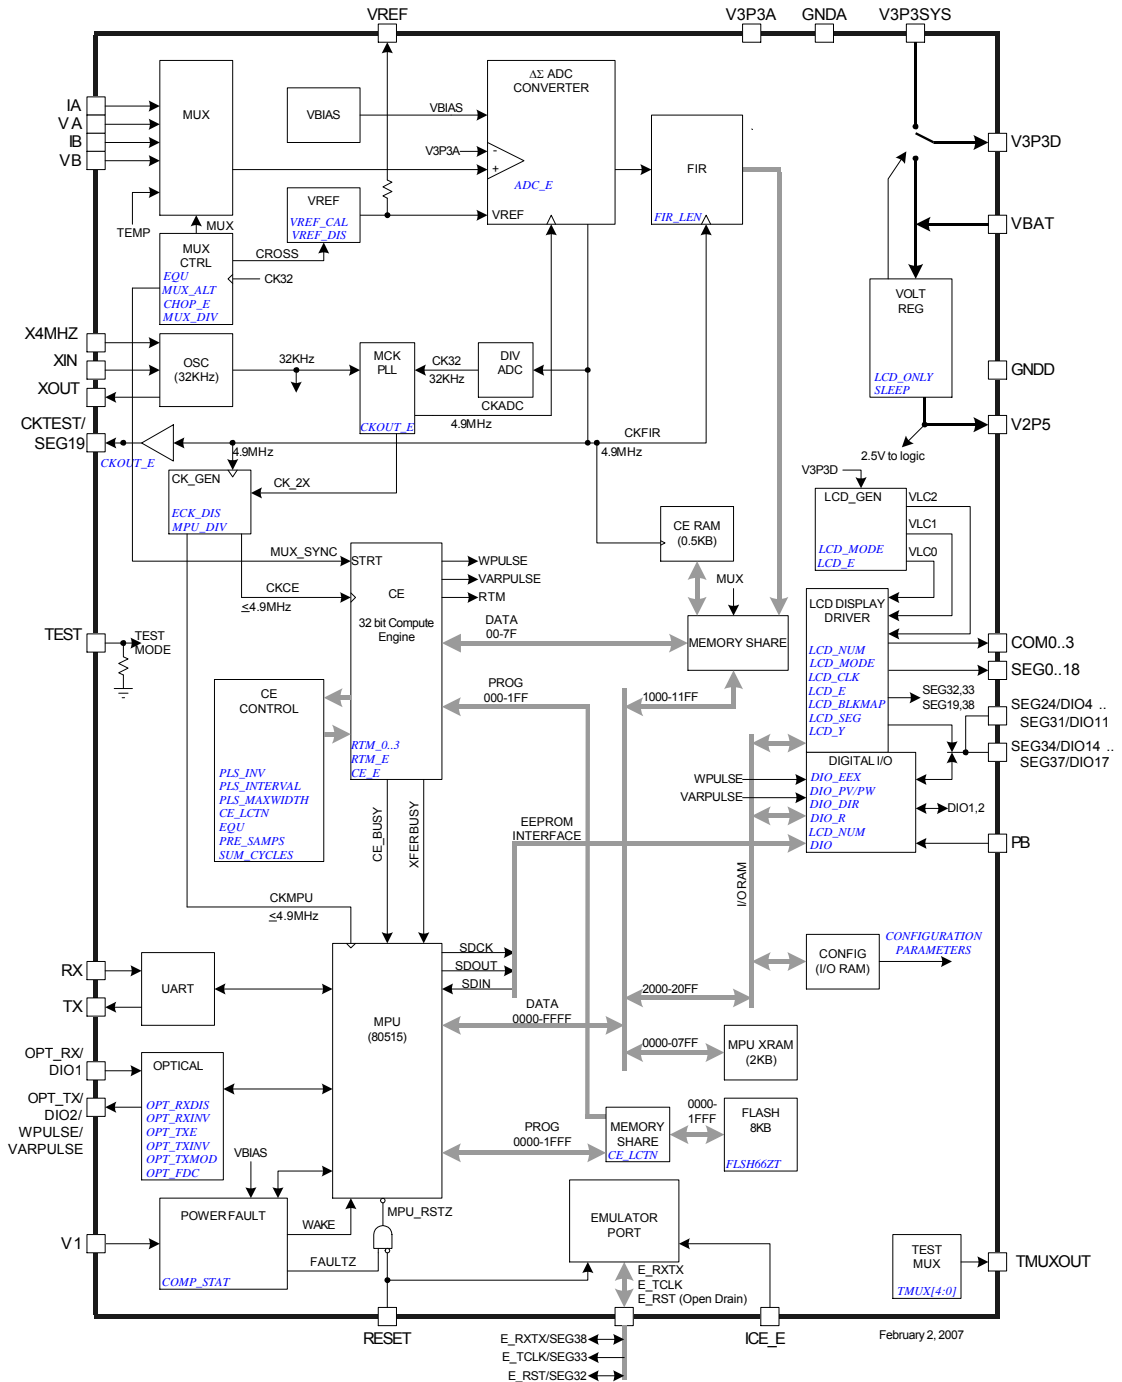 VREF
V3P3A
GNDA
V3P3SYS
IA
VA
IB
VB
MUX
VBIAS
VBIAS
ΔΣ ADC
CONVERTER
V3P3A
-
+
ADC_E
VREF
FIR
FIR_LEN
V3P3D
VBAT
TEMP
MUX
VREF
VREF_CAL
VREF_DIS
MUX
CTRL
EQU
MUX_ALT
CHOP_E
MUX_DIV
CROSS
CK32
VOLT
REG
LCD_ONLY
SLEEP
X4MHZ
XIN
XOUT
OSC
(32KHz)
32KHz
MCK
PLL
CKOUT_E
CK32
32KHz
DIV
ADC
CKADC
4.9MHz
GNDD
V2P5
2.5V to logic
CKTEST/
SEG19
CKOUT_E
4.9MHz
CKFIR
4.9MHz
CK_GEN
ECK_DIS
MPU_DIV
CK_2X
V3P3D
LCD_GEN
LCD_MODE
LCD_E
VLC2
VLC1
VLC0
CE RAM
(0.5KB)
MUX_SYNC
STRT
CKCE
≤4.9MHz
CE
32 bit Compute
Engine
RTM_0..3
RTM_E
CE_E
WPULSE
VARPULSE
RTM
MUX
DATA
00-7F
MEMORY SHARE
LCD DISPLAY
DRIVER
LCD_NUM
LCD_MODE
LCD_CLK
LCD_E
LCD_BLKMAP
LCD_SEG
LCD_Y
COM0..3
SEG0..18
SEG32,33
SEG19,38
SEG24/DIO4 ..
SEG31/DIO11
SEG34/DIO14 ..
SEG37/DIO17
TEST
TEST
MODE
CE
CONTROL
PLS_INV
PLS_INTERVAL
PLS_MAXWIDTH
CE_LCTN
EQU
PRE_SAMPS
SUM_CYCLES
PROG
000-1FF
1000-11FF
DIGITAL I/O
DIO_EEX
DIO_PV/PW
DIO_DIR
DIO_R
LCD_NUM
DIO
WPULSE
VARPULSE
DIO1,2
PB
CE_BUSY
XFER BUSY
EEPROM
INTERFACE
I/O RAM
CKMPU
≤4.9MHz
CONFIG
(I/O RAM)
CONFIGURATION
PARAMETERS
RX
TX
UART
SDCK
SDOUT
SDIN
MPU
(80515)
DATA
0000-FFFF
2000-20FF
0000-07FF
MPU XRAM
(2KB)
OPT_RX/
DIO1
OPT_TX/
DIO2/
WPULSE/
VARPULSE
OPTICAL
OPT_RXDIS
OPT_RXINV
OPT_TXE
OPT_TXINV
OPT_TXMOD
OPT_FDC
PROG
0000-1FFF
MEMORY
SHARE
CE_LCTN
0000-
1FFF
FLASH
8KB
FLSH66ZT
VBIAS
V1
POWER FAULT
COMP_STAT
WAKE
FAULTZ
MPU_RSTZ
EMULATOR
PORT
E_RXTX
E_TCLK
E_RST (Open Drain)
TEST
MUX
TMUX[4:0]
TMUXOUT
RESET
ICE_E
February 2, 2007
E_RXTX/SEG38
E_TCLK/SEG33
E_RST/SEG32